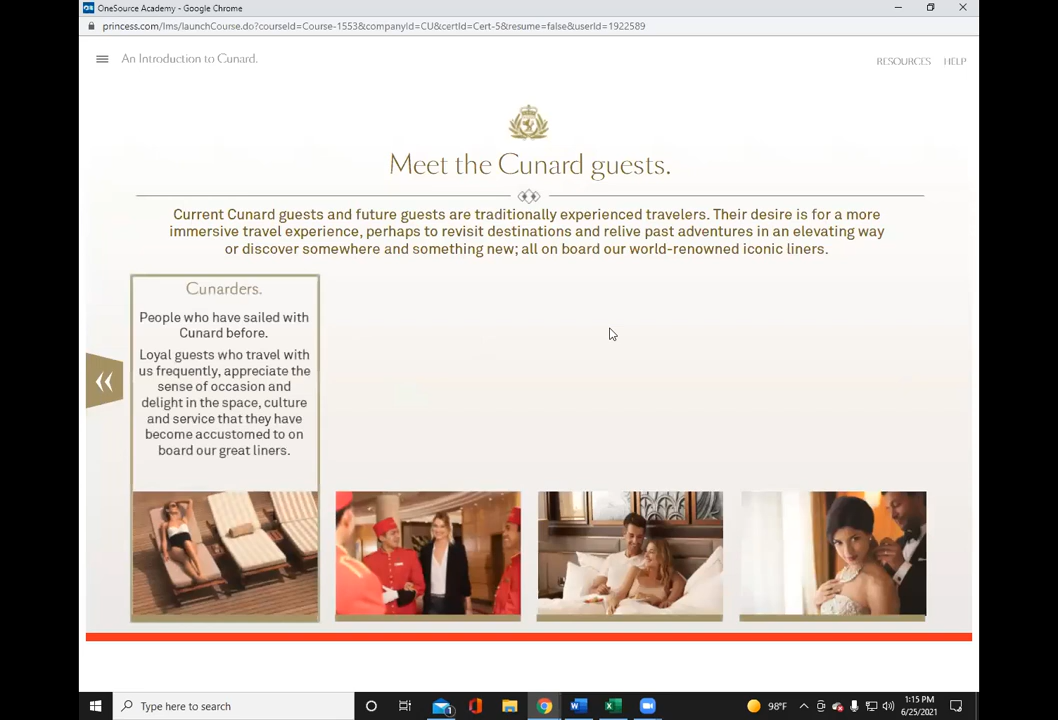 OneSource Academy - Google Chrome
princess.com/lms/launchCourse.do?courseId=Course-1553&companyId=CU&certId=Cert-5&resume=false&userId=1922589
An Introduction to Cunard.
RESOURCES HELP
Meet the Cunard guests.
Current Cunard guests and future guests are traditionally experienced travelers. Their desire is for a more
immersive travel experience, perhaps to revisit destinations and relive past adventures in an elevating way
or discover somewhere and something new; all on board our world-renowned iconic liners.
Cunarders.
People who have sailed with
Cunard before.
Loyal guests who travel with
us frequently, appreciate the
sense of occasion and
delight in the space, culture
and service that they have
become accustomed to on
board our great liners.
Type here to search
1
98°F
1:15 PM
6/25/2021